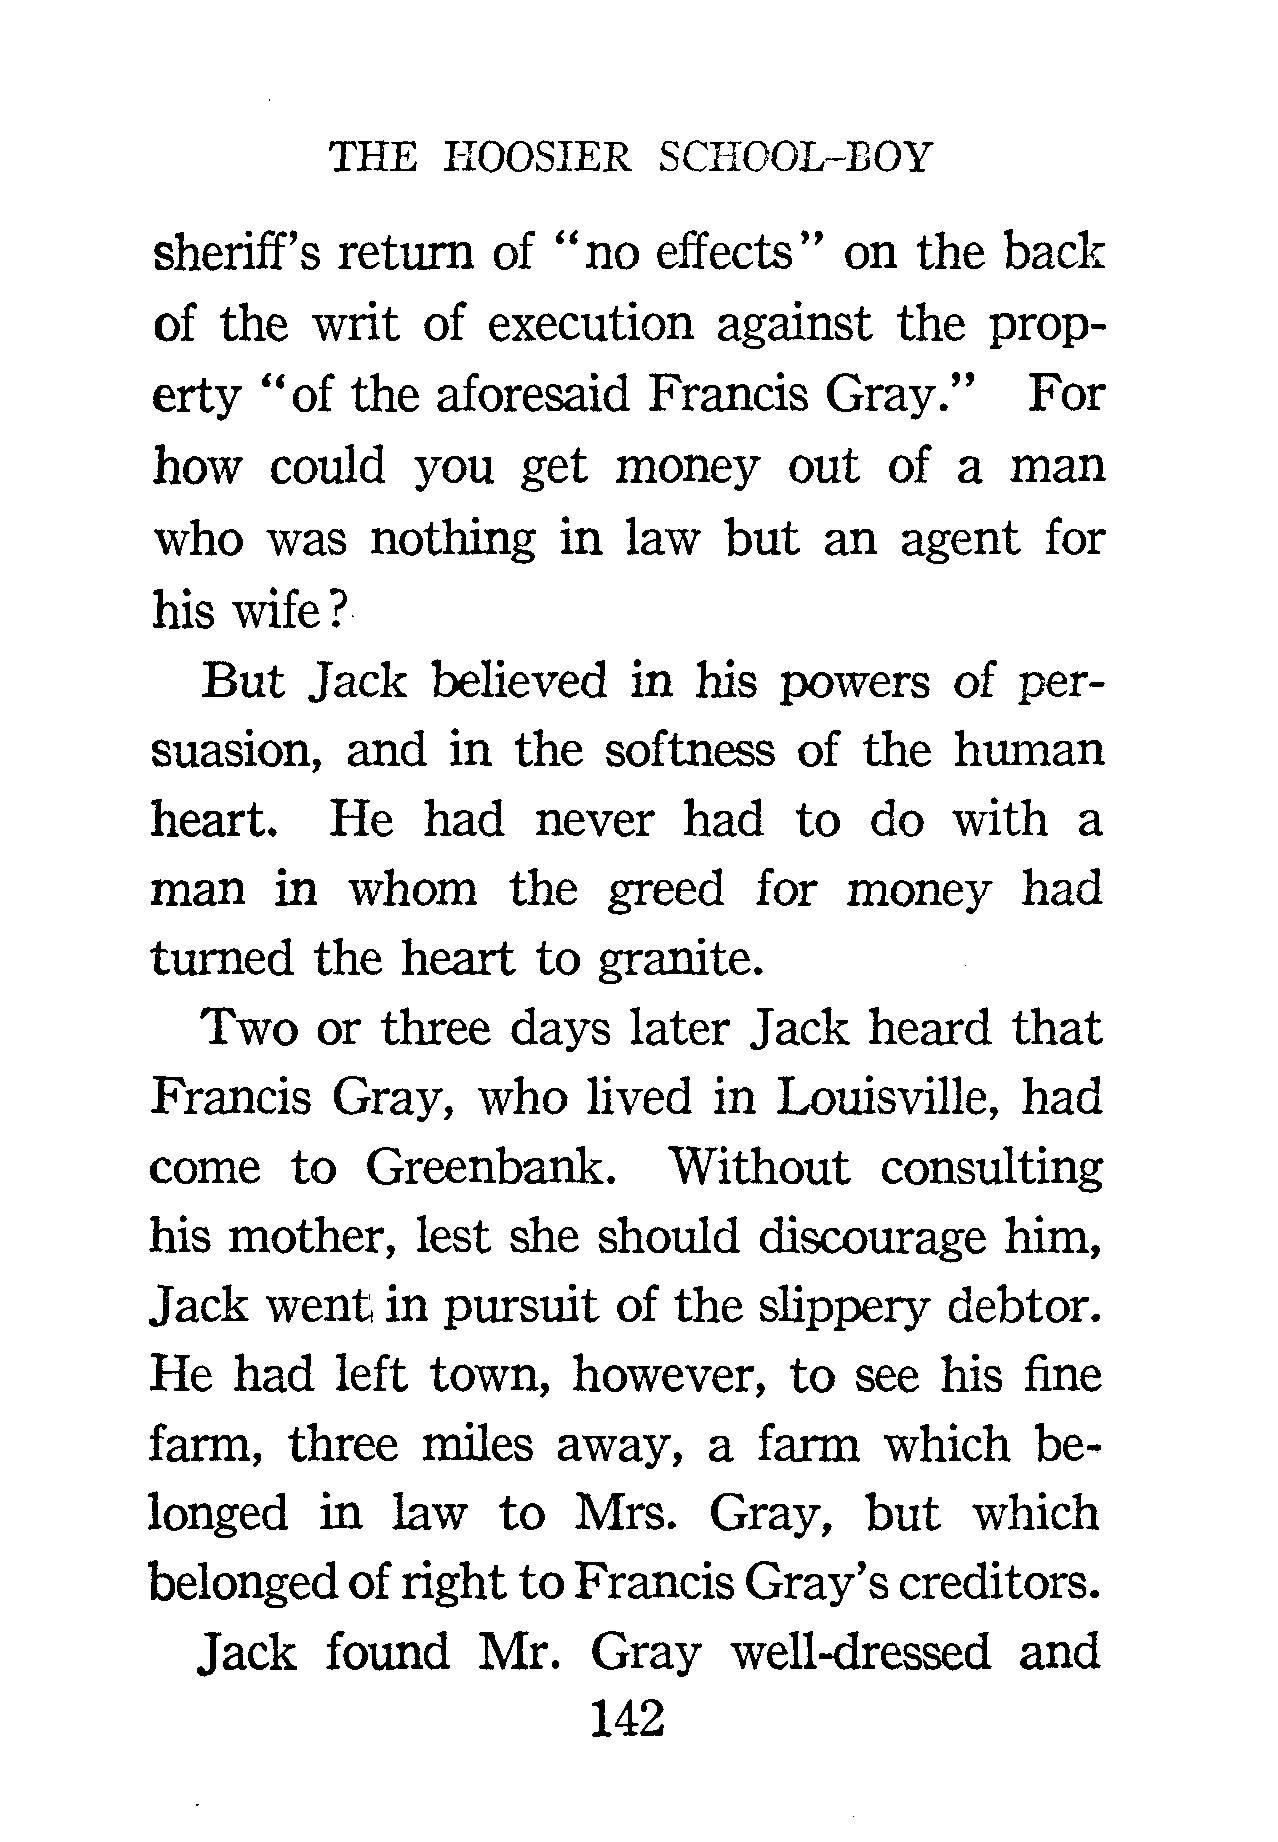 THE HOOSIER SCHOOL-BOY
sheriff's return of "no effects" on the back
of the writ of execution against the prop-
erty "of the aforesaid Francis Gray." For
how could you get money out of a man
who was nothing in law but an agent for
his wife?
But Jack believed in his powers of per-
suasion, and in the softness of the human
heart. He had never had to do with a
man in whom the greed for money had
turned the heart to granite.
Two or three days later Jack heard that
Francis Gray, who lived in Louisville, had
come to Greenbank. Without consulting
his mother, lest she should discourage him,
Jack went in pursuit of the slippery debtor.
He had left town, however, to see his fine
farm, three miles away, a farm which be-
longed in law to Mrs. Gray, but which
belonged of right to Francis Gray's creditors.
Jack found Mr. Gray well-dressed and
142